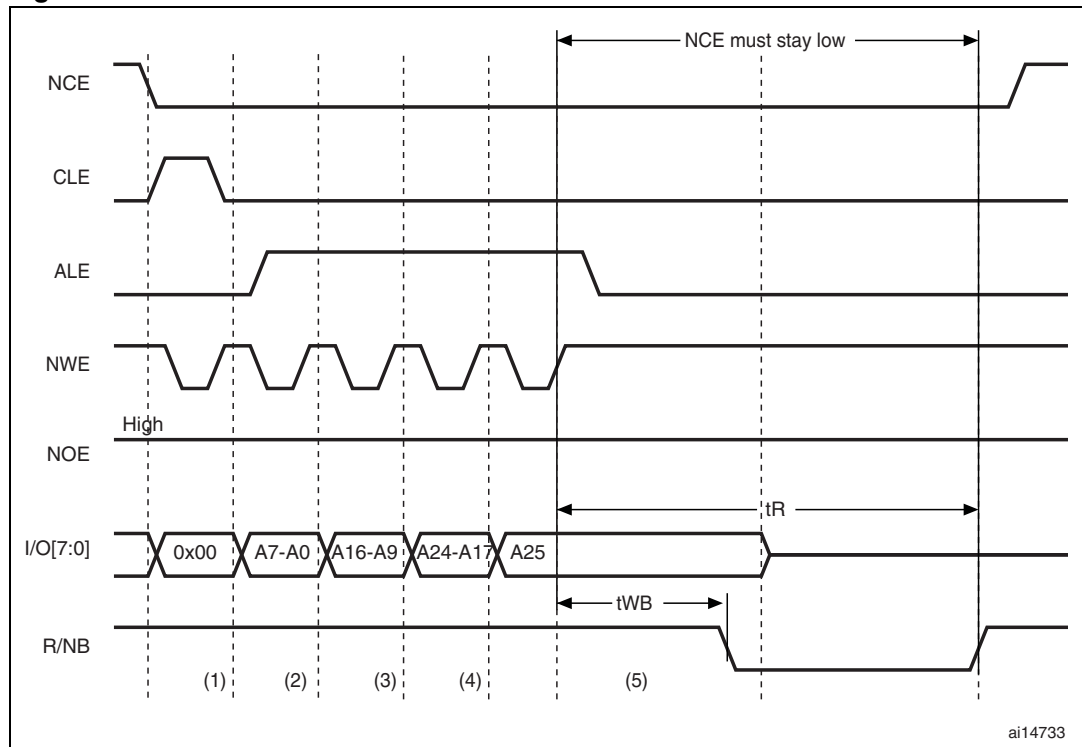 NCE must stay low
NCE
CLE
ALE
NWE
High
NOE
tR
I/O[7:0] 0x00 A7-A0 A16-A9 A24-A17 A25
tWB
R/NB
(1) (2) (3) (4) (5)
ai14733